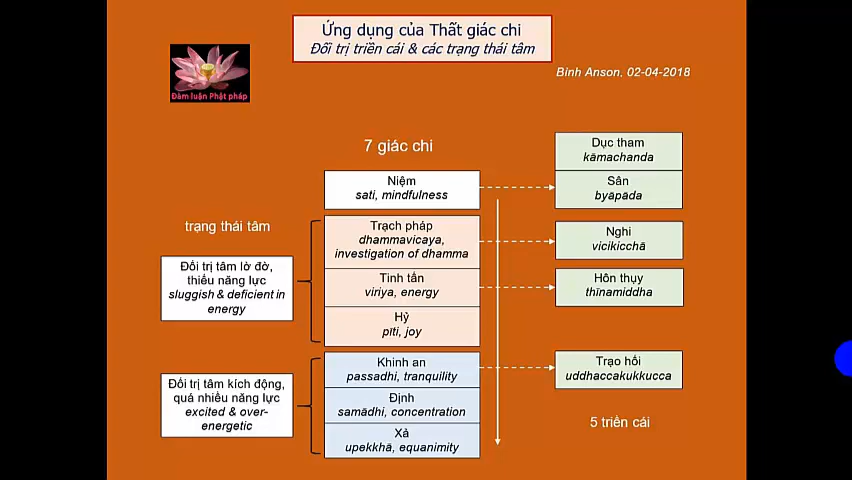 Ứng dụng của Thất giác chi
Đối trị triền cái & các trạng thái tâm
Đàm luận Phật pháp
Bình Anson, 02-04-2018
7 giác chi
Niệm
sati, mindfulness
Trạch pháp
dhammavicaya,
investigation of dhamma
Tinh tấn
viriya, energy
Hỷ
pīti, joy
Khinh an
passadhi, tranquility
Định
samādhi, concentration
Xả
upekkhā, equanimity
trạng thái tâm
Đối trị tâm lờ đờ,
thiếu năng lực
sluggish & deficient in
energy
Đối trị tâm kích động,
quá nhiều năng lực
excited & over-
energetic
Dục tham
kāmachanda
Sân
byāpāda
Nghi
vicikicchā
Hôn thụy
thīnamiddha
Trạo hối
uddhaccakukkucca
5 triền cái